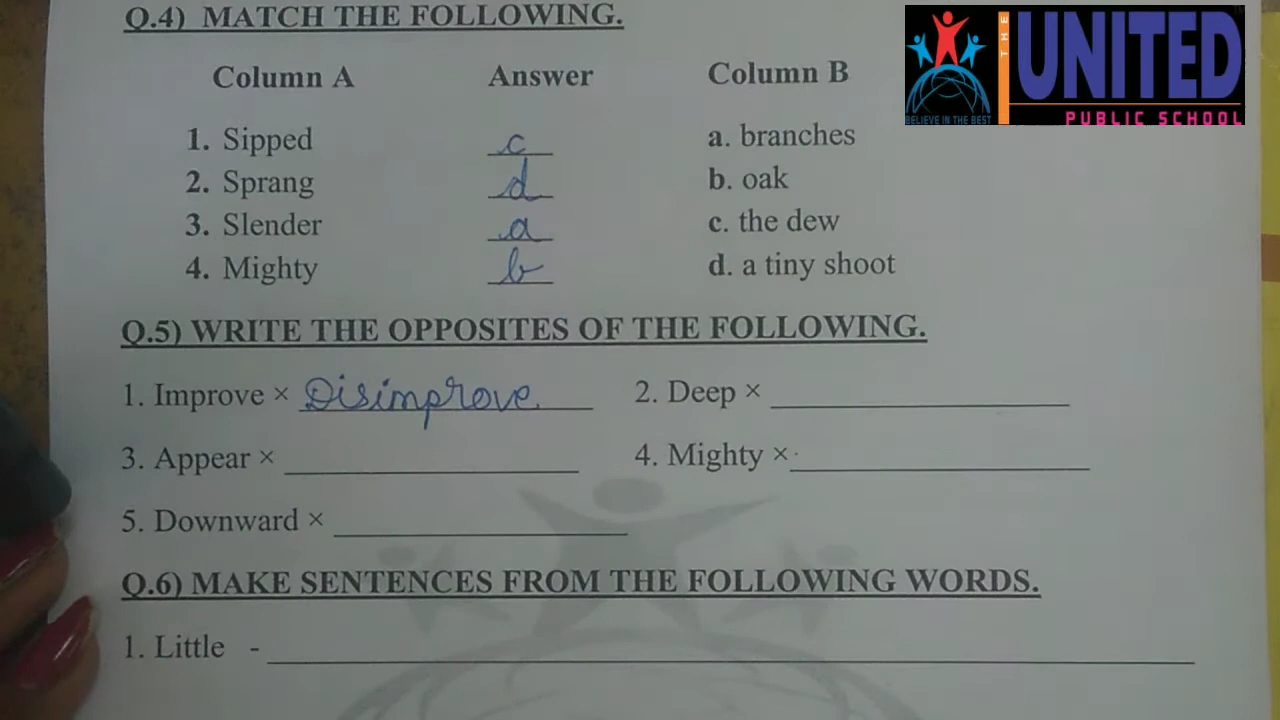 Q.4) MATCH THE FOLLOWING.
THE UNITED
PUBLIC SCHOOL
BELIEVE IN THE BEST
Column A Answer Column B
1. Sipped c a. branches
2. Sprang d b. oak
3. Slender a c. the dew
4. Mighty b d. a tiny shoot
Q.5) WRITE THE OPPOSITES OF THE FOLLOWING.
1. Improve × Disimprove 2. Deep ×
3. Appear × 4. Mighty ×
5. Downward ×
Q.6) MAKE SENTENCES FROM THE FOLLOWING WORDS.
1. Little -